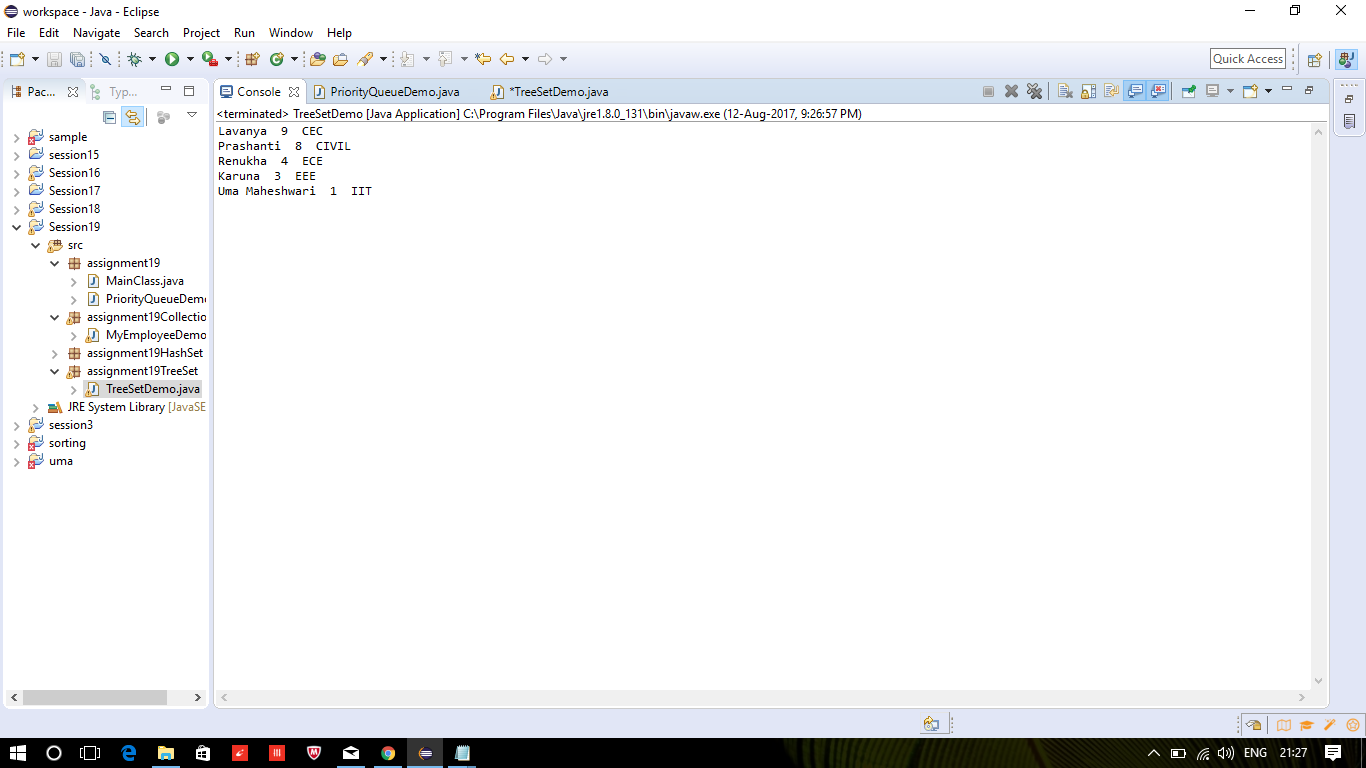 workspace - Java - Eclipse
File Edit Navigate Search Project Run Window Help
Quick Access
Pac... Typ...
sample
session15
Session16
Session17
Session18
Session19
src
assignment19
MainClass.java
PriorityQueueDem
assignment19Collectio
MyEmployeeDemo
assignment19HashSet
assignment19TreeSet
TreeSetDemo.java
JRE System Library [JavaSE
session3
sorting
uma
Console PriorityQueueDemo.java *TreeSetDemo.java
<terminated> TreeSetDemo [Java Application] C:\Program Files\Java\jre1.8.0_131\bin\javaw.exe (12-Aug-2017, 9:26:57 PM)
Lavanya 9 CEC
Prashanti 8 CIVIL
Renukha 4 ECE
Karuna 3 EEE
Uma Maheshwari 1 IIT
ENG 21:27